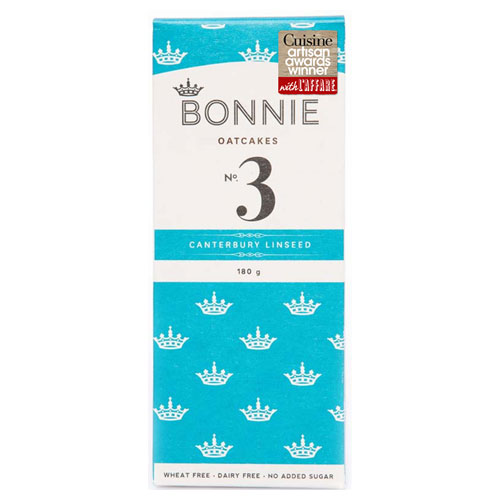 Cuisine
artisan
awards
winner
with L'AFFARE
BONNIE
OATCAKES
No. 3
CANTERBURY LINSEED
180 g
WHEAT FREE - DAIRY FREE - NO ADDED SUGAR